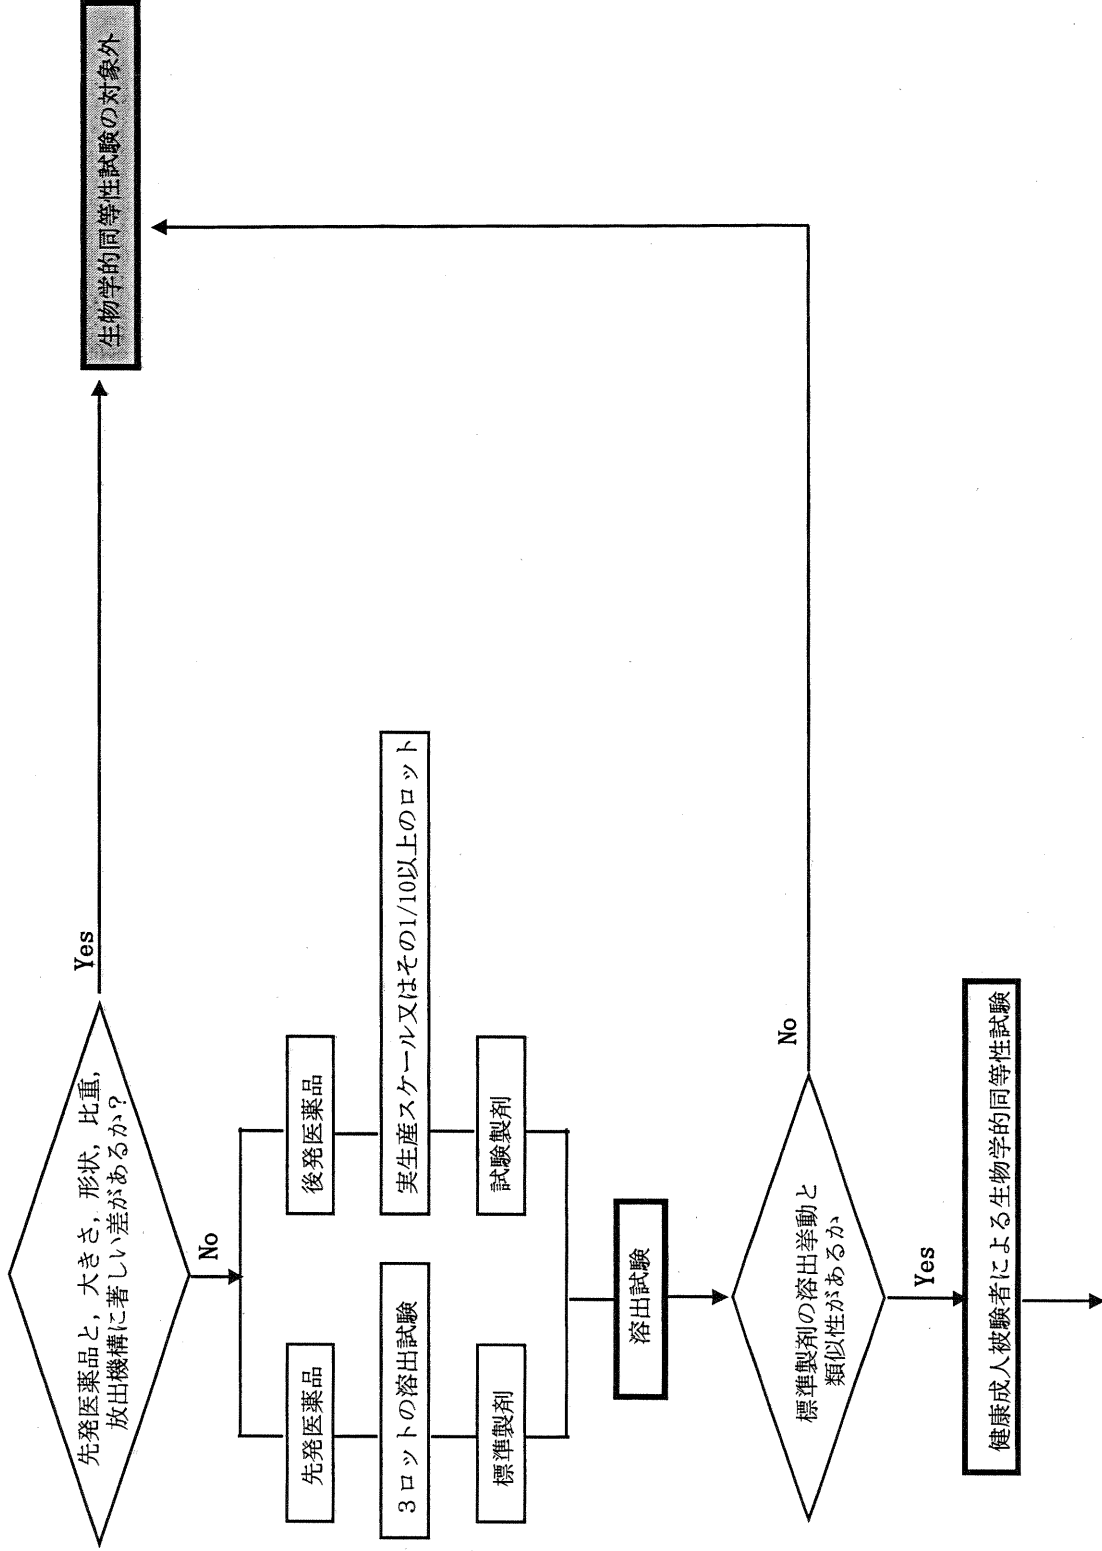 先発医薬品と，大きさ，形状，比重，
放出機構に著しい差があるか？
Yes
生物学的同等性試験の対象外
No
先発医薬品
後発医薬品
3ロットの溶出試験
実生産スケール又はその1/10以上のロット
標準製剤
試験製剤
溶出試験
標準製剤の溶出挙動と
類似性があるか
No
Yes
健康成人被験者による生物学的同等性試験